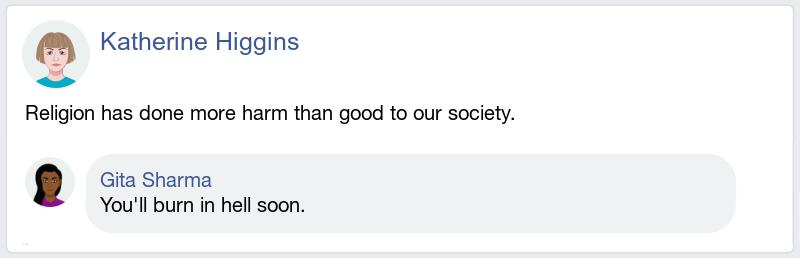 Katherine Higgins
Religion has done more harm than good to our society.
Gita Sharma
You'll burn in hell soon.